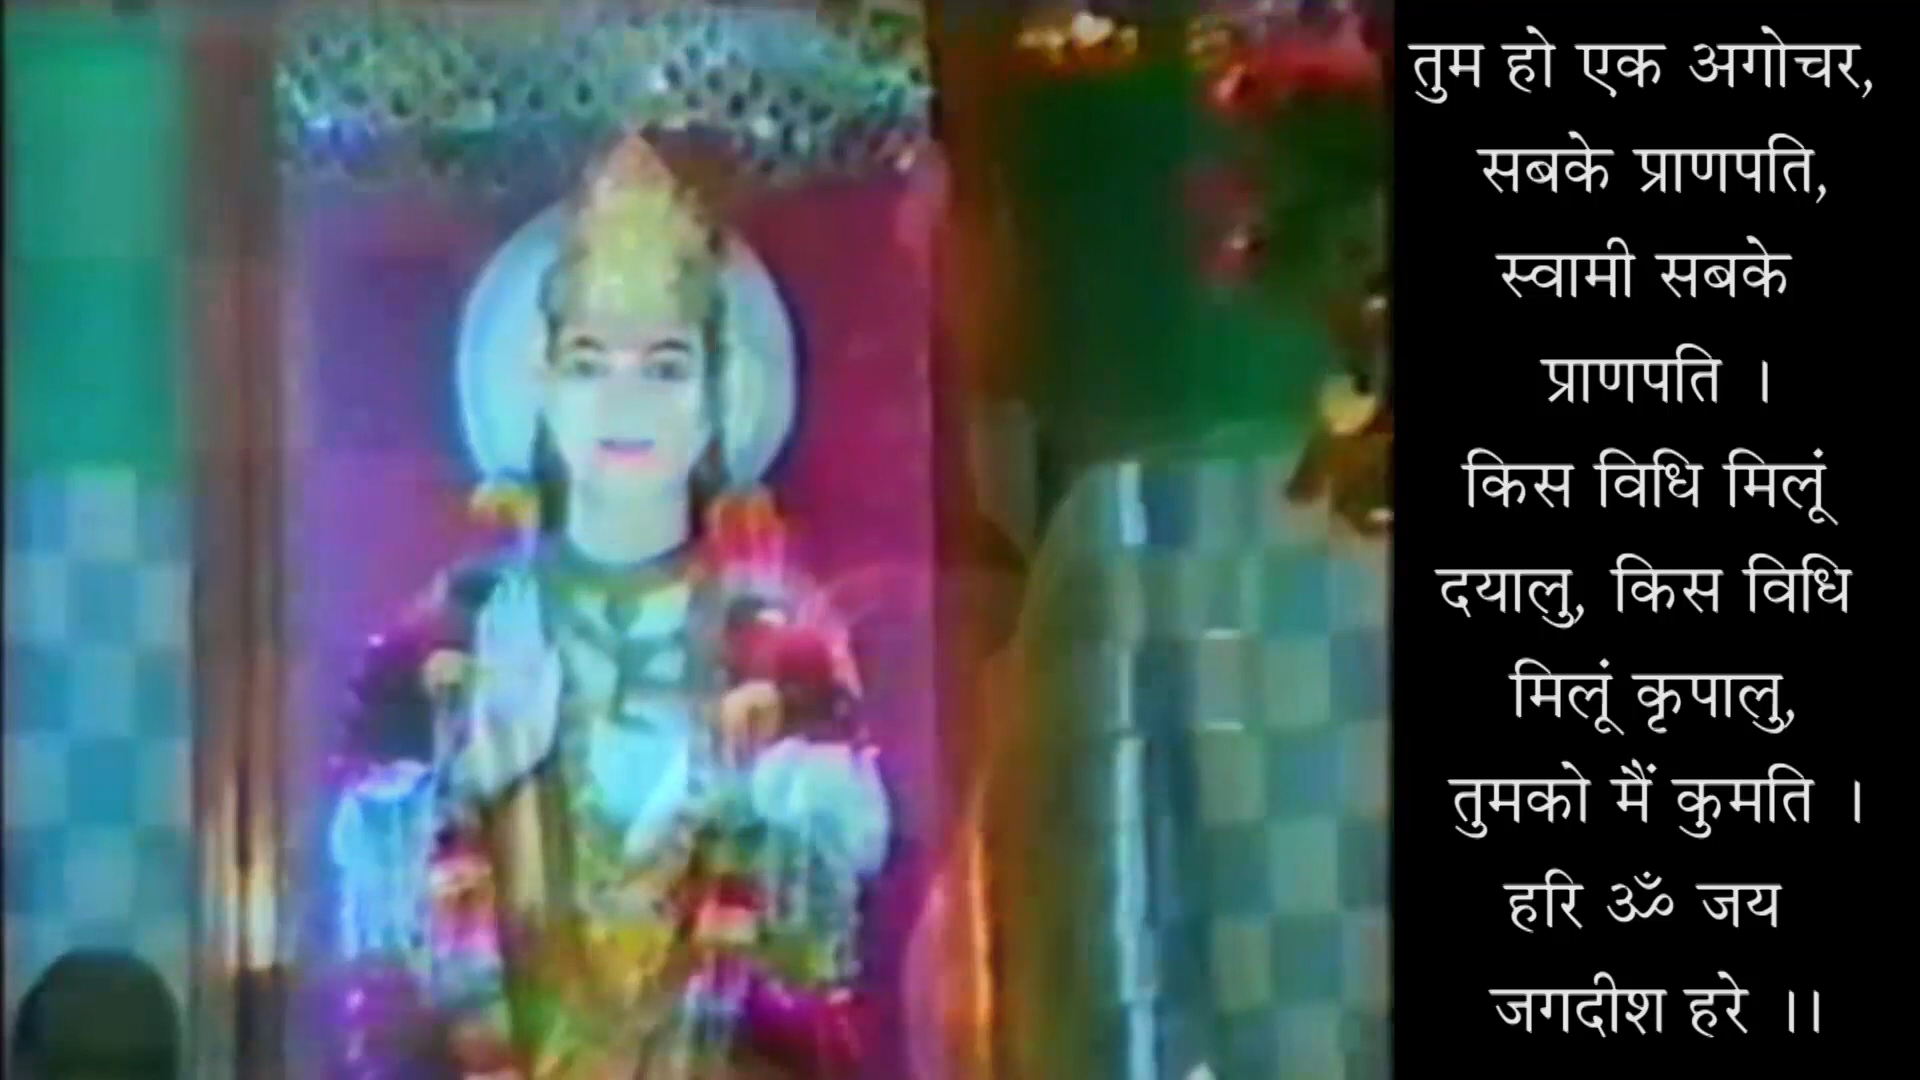 तुम हो एक अगोचर,
सबके प्राणपति,
स्वामी सबके
प्राणपति ।
किस विधि मिलूं
दयालु, किस विधि
मिलूं कृपालु,
तुमको मैं कुमति ।
हरि ॐ जय
जगदीश हरे ।।